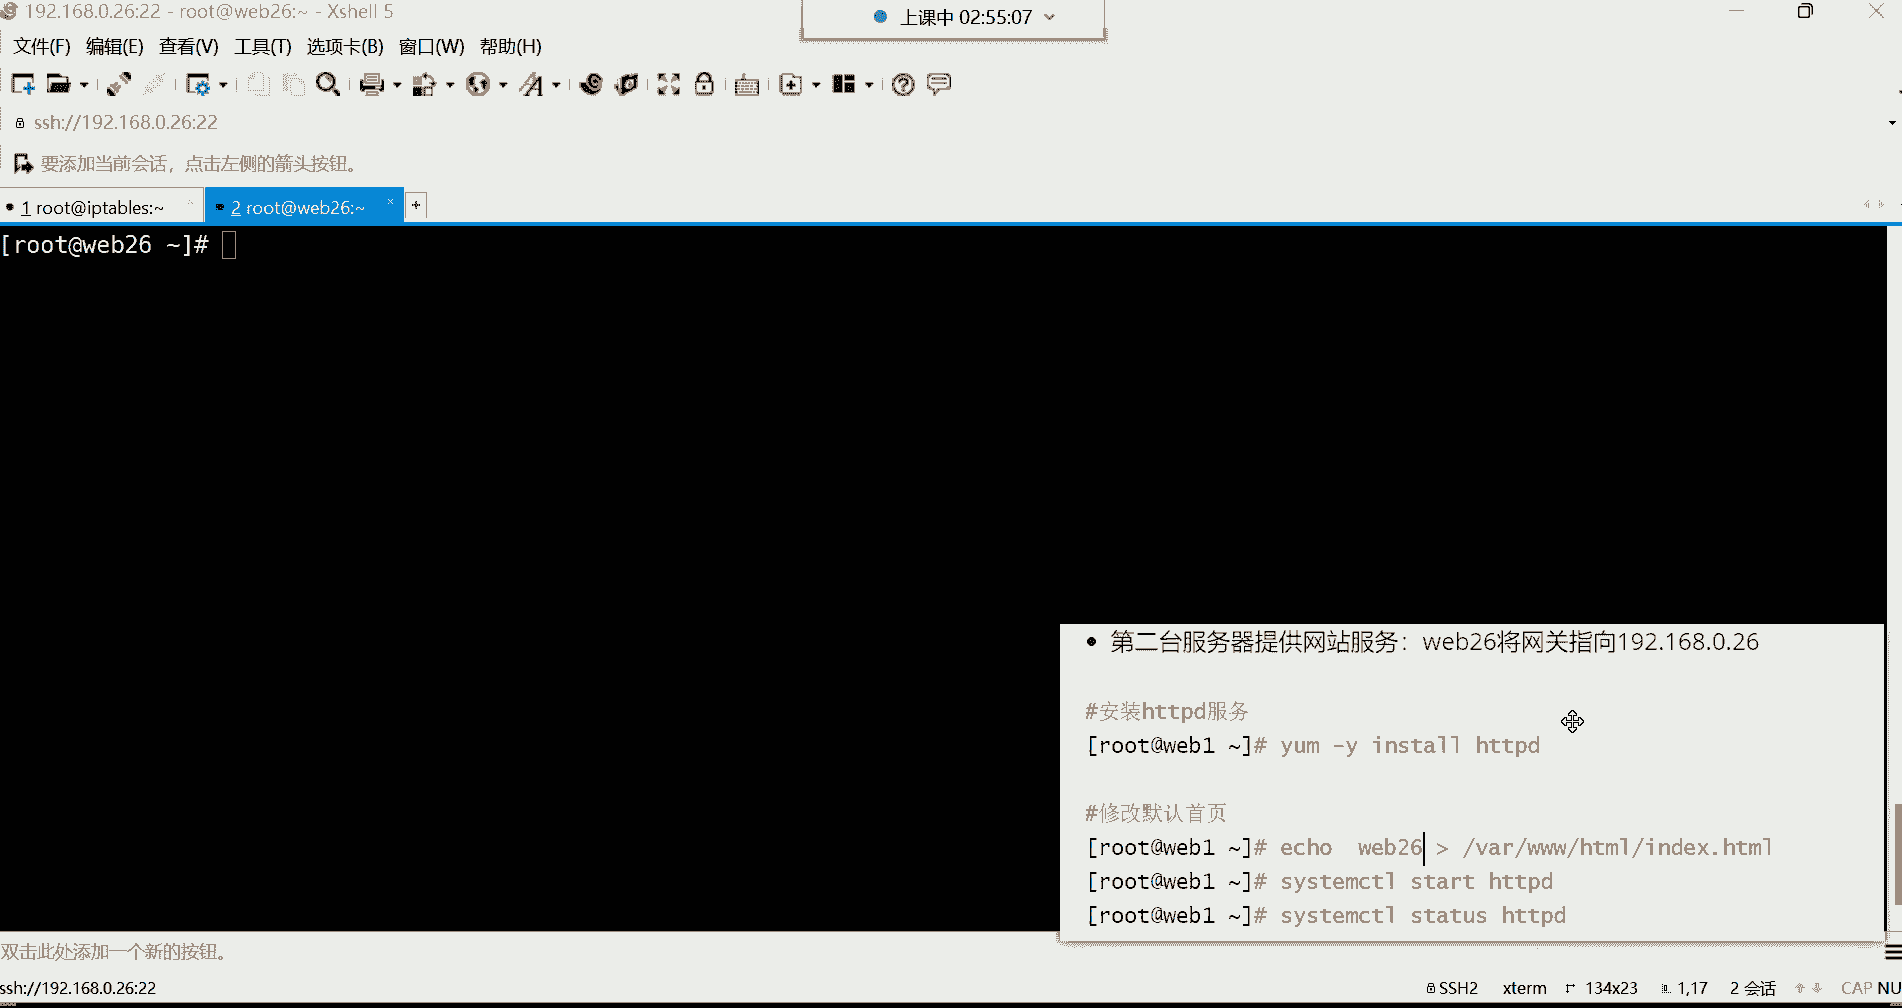 192.168.0.26:22 - root@web26:~ - Xshell 5
上课中 02:55:07
文件(F) 编辑(E) 查看(V) 工具(T) 选项卡(B) 窗口(W) 帮助(H)
ssh://192.168.0.26:22
要添加当前会话，点击左侧的箭头按钮。
1 root@iptables:~ 2 root@web26:~
[root@web26 ~]#
• 第二台服务器提供网站服务：web26将网关指向192.168.0.26
#安装httpd服务
[root@web1 ~]# yum -y install httpd
#修改默认首页
[root@web1 ~]# echo  web26 > /var/www/html/index.html
[root@web1 ~]# systemctl start httpd
[root@web1 ~]# systemctl status httpd
双击此处添加一个新的按钮。
ssh://192.168.0.26:22 SSH2 xterm 134x23 1,17 2 会话 CAP NU